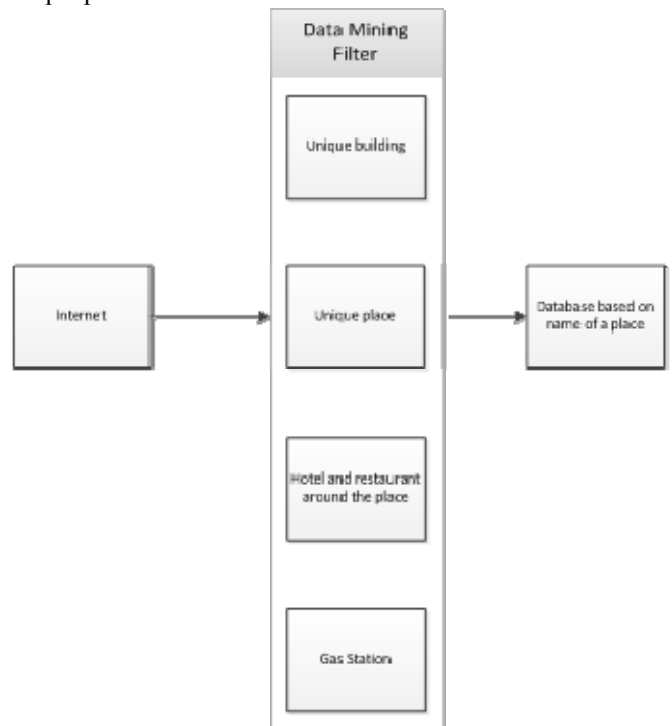 Data Mining
Filter
Unique building
Internet
Unique place
Database based on
name of a place
Hotel and restaurant
around the place
Gas Station